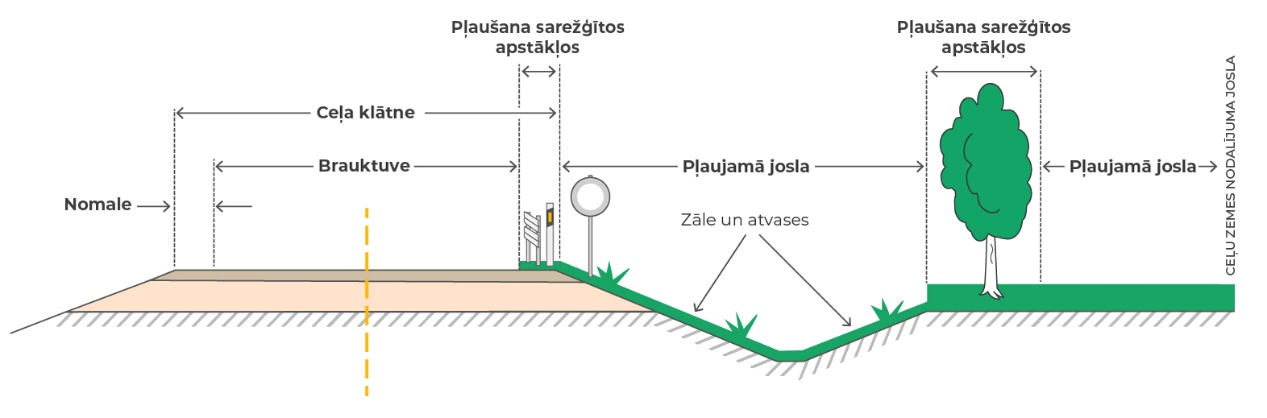 Pļaušana sarežģītos
apstākļos
Pļaušana sarežģītos
apstākļos
Ceļa klātne
Brauktuve
Pļaujamā josla
Pļaujamā josla
Nomale
Zāle un atvases
CEĻU ZEMES NODALĪJUMA JOSLA